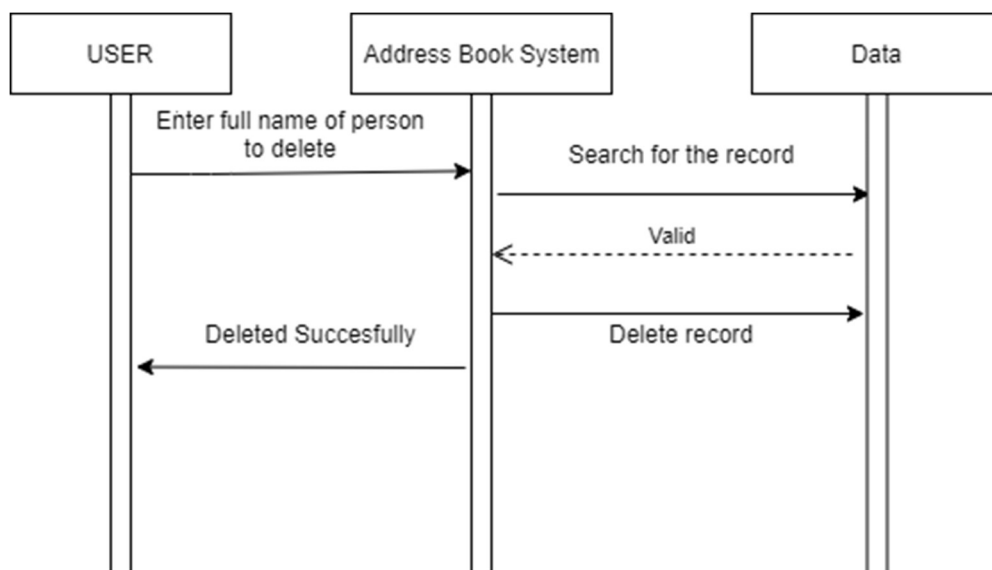 USER
Address Book System
Data
Enter full name of person
to delete
Search for the record
Valid
Delete record
Deleted Succesfully